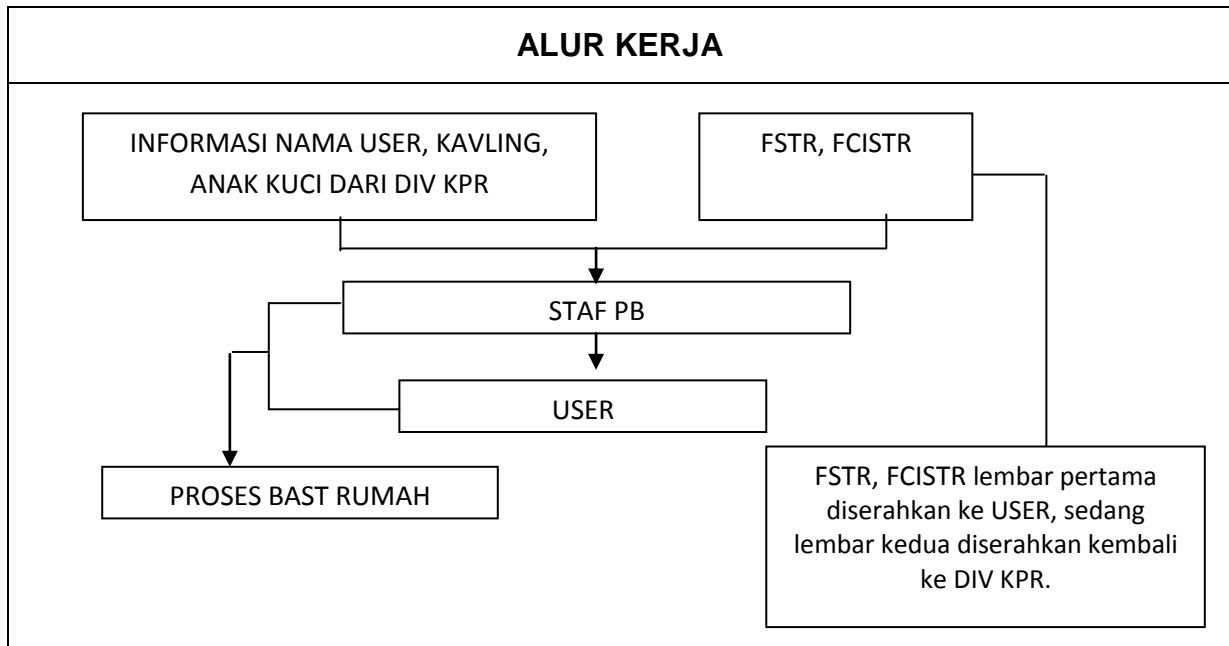 ALUR KERJA
INFORMASI NAMA USER, KAVLING,
ANAK KUCI DARI DIV KPR
FSTR, FCISTR
STAF PB
USER
PROSES BAST RUMAH
FSTR, FCISTR lembar pertama
diserahkan ke USER, sedang
lembar kedua diserahkan kembali
ke DIV KPR.